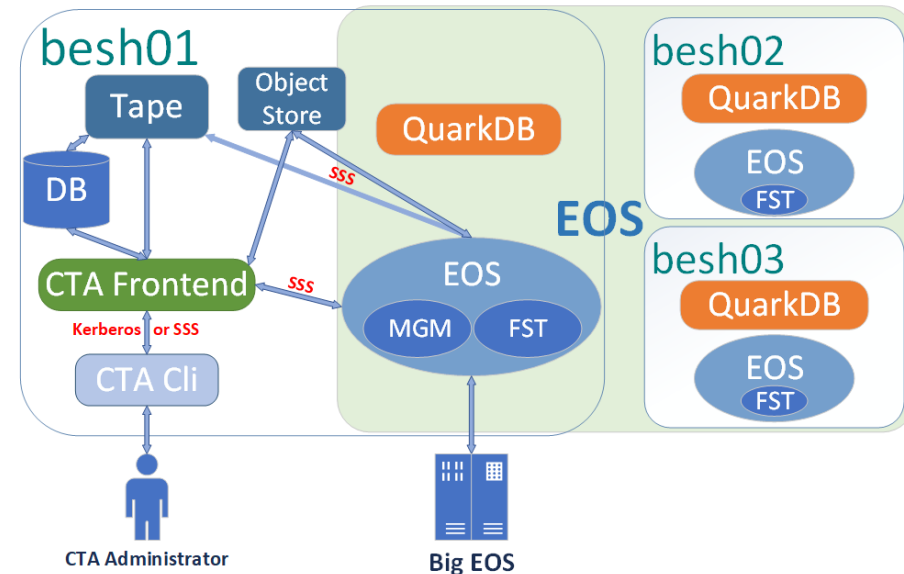 besh01
Tape
Object
Store
DB
QuarkDB
SSS
EOS
CTA Frontend
SSS
EOS
MGM
FST
Kerberos or SSS
CTA Cli
CTA Administrator
Big EOS
besh02
QuarkDB
EOS
FST
besh03
QuarkDB
EOS
FST